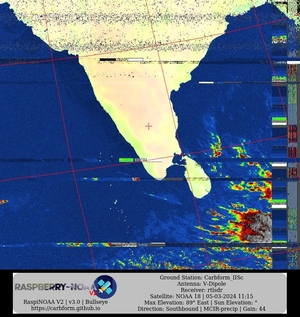 Ground Station: Carbform_IISc
Antenna: V-Dipole
Receiver: rtlsdr
RASPBERRY-NOAA
V2
Satellite: NOAA 18 | 05-03-2024 11:15
RaspiNOAA V2 | v3.0 | Bullseye
Max Elevation: 89° East | Sun Elevation: °
https://carbform.github.io
Direction: Southbound | MCIR-precip | Gain: 44